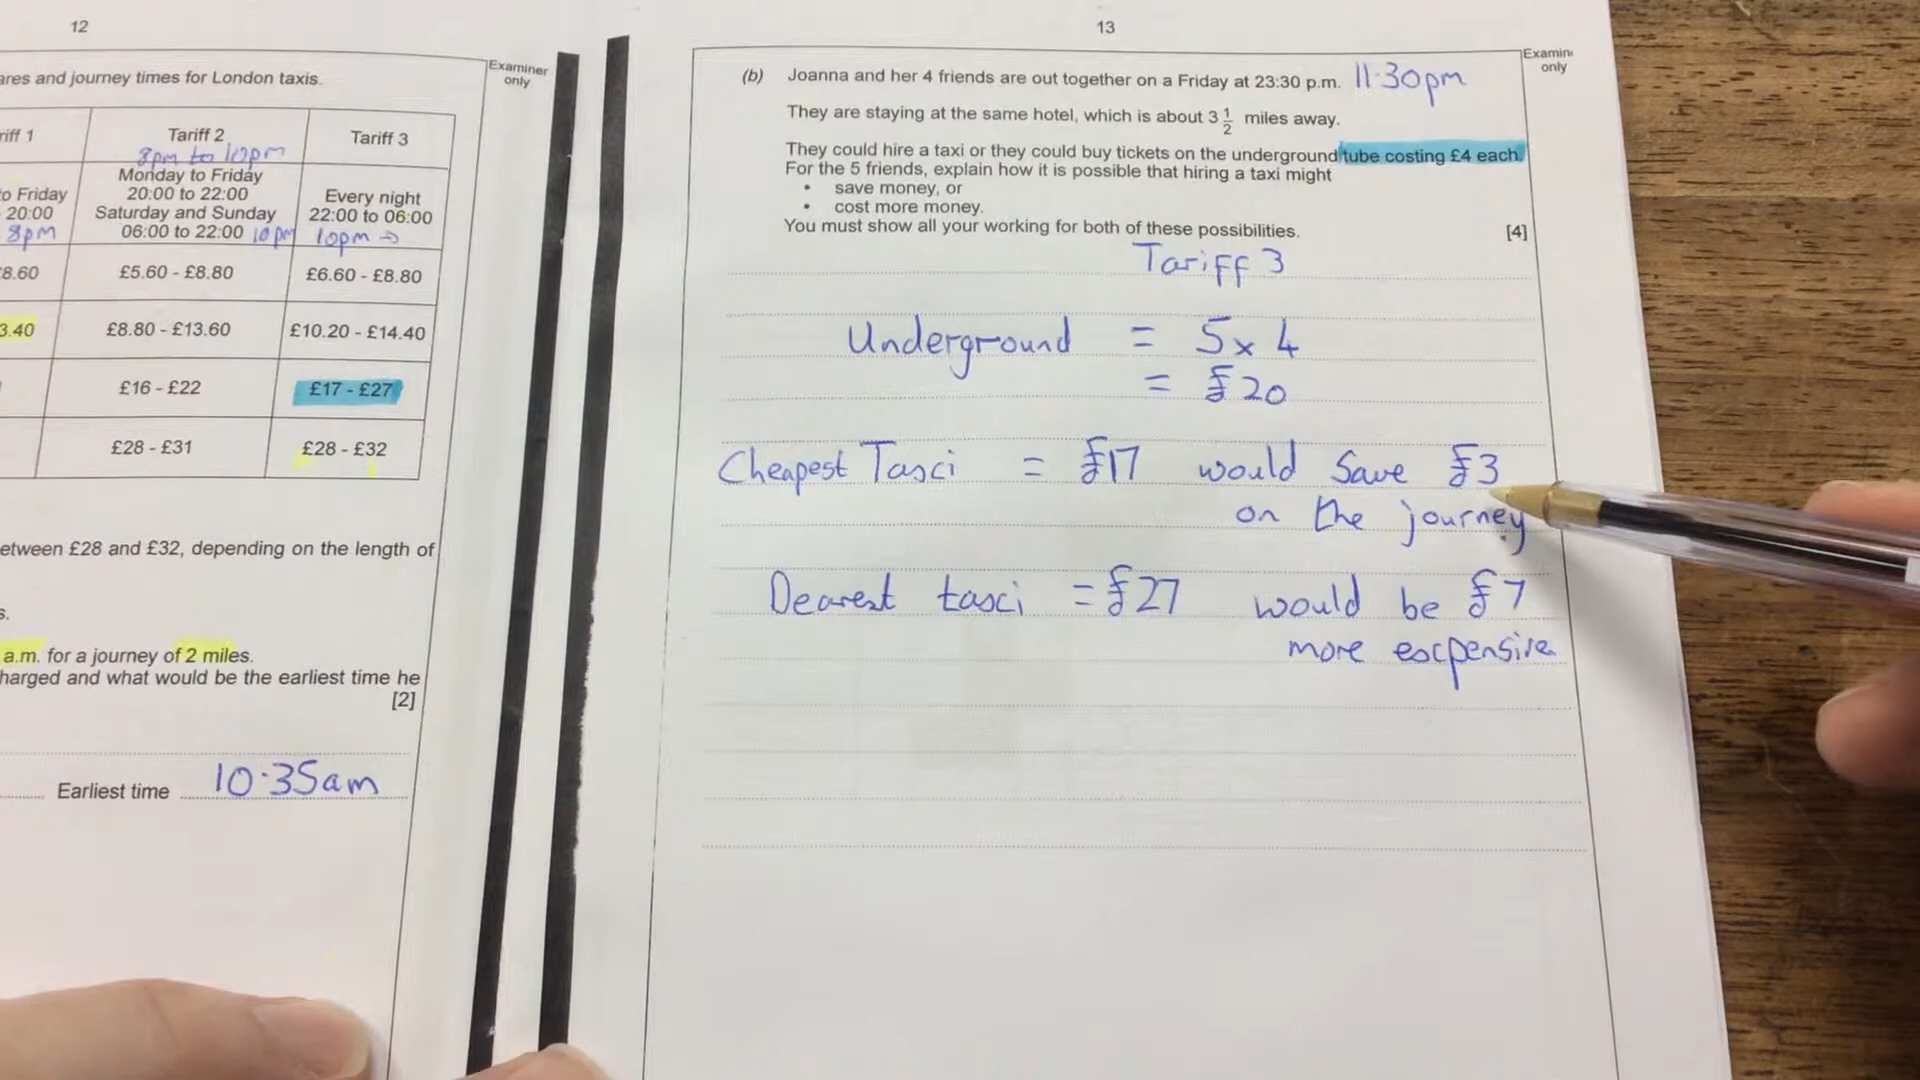 12
ares and journey times for London taxis.
Examiner
only
riff 1
Tariff 2
8pm to 10pm
Tariff 3
to Friday
20:00
8pm
Monday to Friday
20:00 to 22:00
Saturday and Sunday
06:00 to 22:00 10pm
Every night
22:00 to 06:00
10pm →
8.60
£5.60 - £8.80
£6.60 - £8.80
3.40
£8.80 - £13.60
£10.20 - £14.40
£16 - £22
£17 - £27
£28 - £31
£28 - £32
etween £28 and £32, depending on the length of
s.
a.m. for a journey of 2 miles.
harged and what would be the earliest time he
[2]
Earliest time 10.35am
13
Examin
only
(b) Joanna and her 4 friends are out together on a Friday at 23:30 p.m. 11.30pm
They are staying at the same hotel, which is about 3 1/2 miles away.
They could hire a taxi or they could buy tickets on the underground tube costing £4 each.
For the 5 friends, explain how it is possible that hiring a taxi might
• save money, or
• cost more money.
You must show all your working for both of these possibilities. [4]
Tariff 3
Underground = 5 x 4
= £20
Cheapest Taxi = £17 would save £3
on the journey
Dearest taxi = £27 would be £7
more expensive